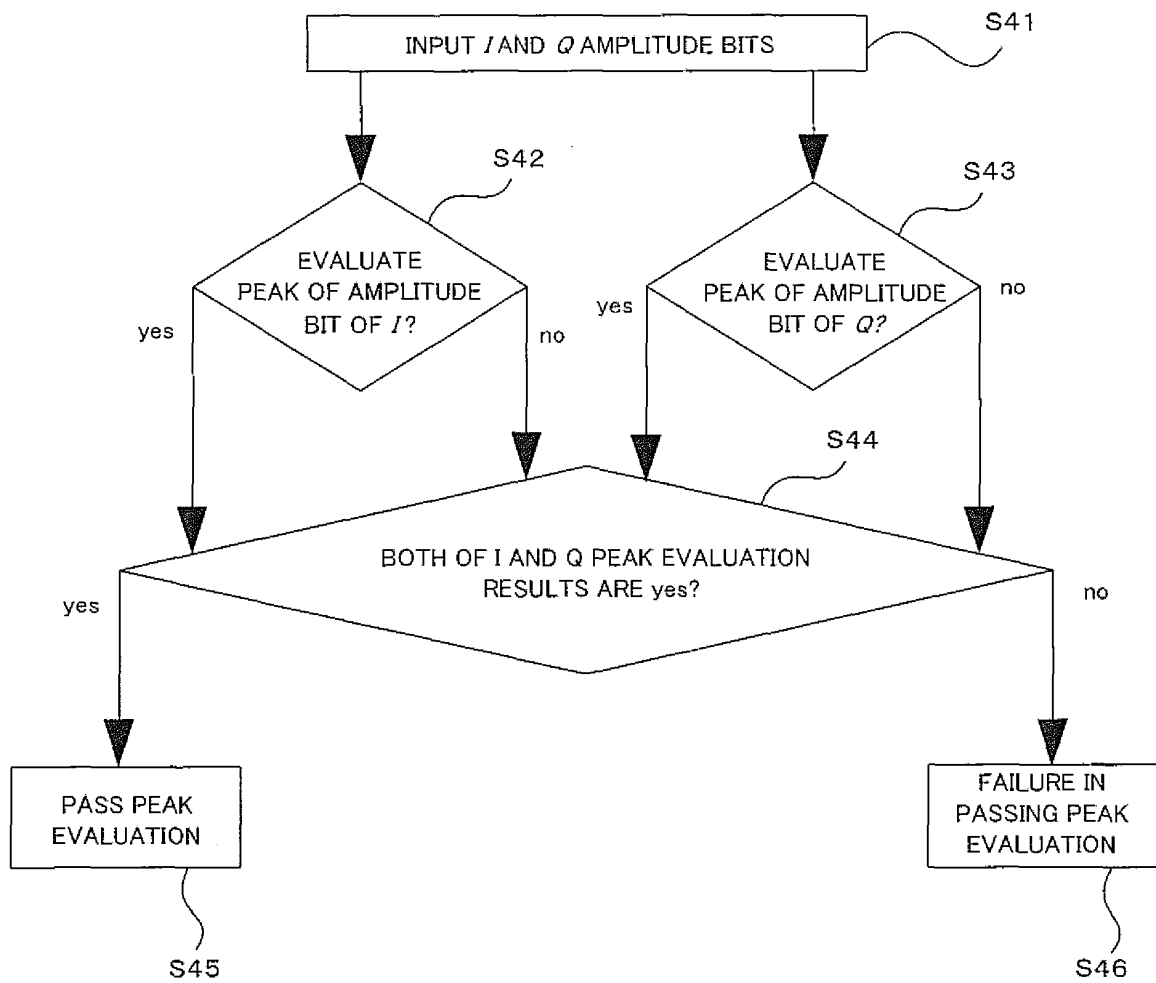 INPUT I AND Q AMPLITUDE BITS
S41
S42
S43
EVALUATE
PEAK OF AMPLITUDE
BIT OF I?
EVALUATE
PEAK OF AMPLITUDE
BIT OF Q?
yes
no
yes
no
S44
BOTH OF I AND Q PEAK EVALUATION
RESULTS ARE yes?
yes
no
PASS PEAK
EVALUATION
FAILURE IN
PASSING PEAK
EVALUATION
S45
S46